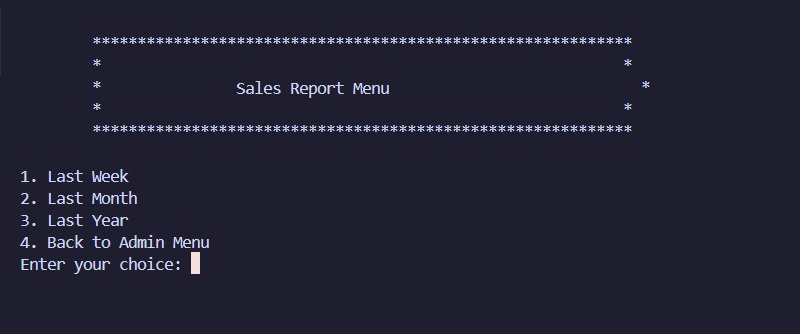 ************************************************************
* *
* Sales Report Menu *
* *
************************************************************
1. Last Week
2. Last Month
3. Last Year
4. Back to Admin Menu
Enter your choice: